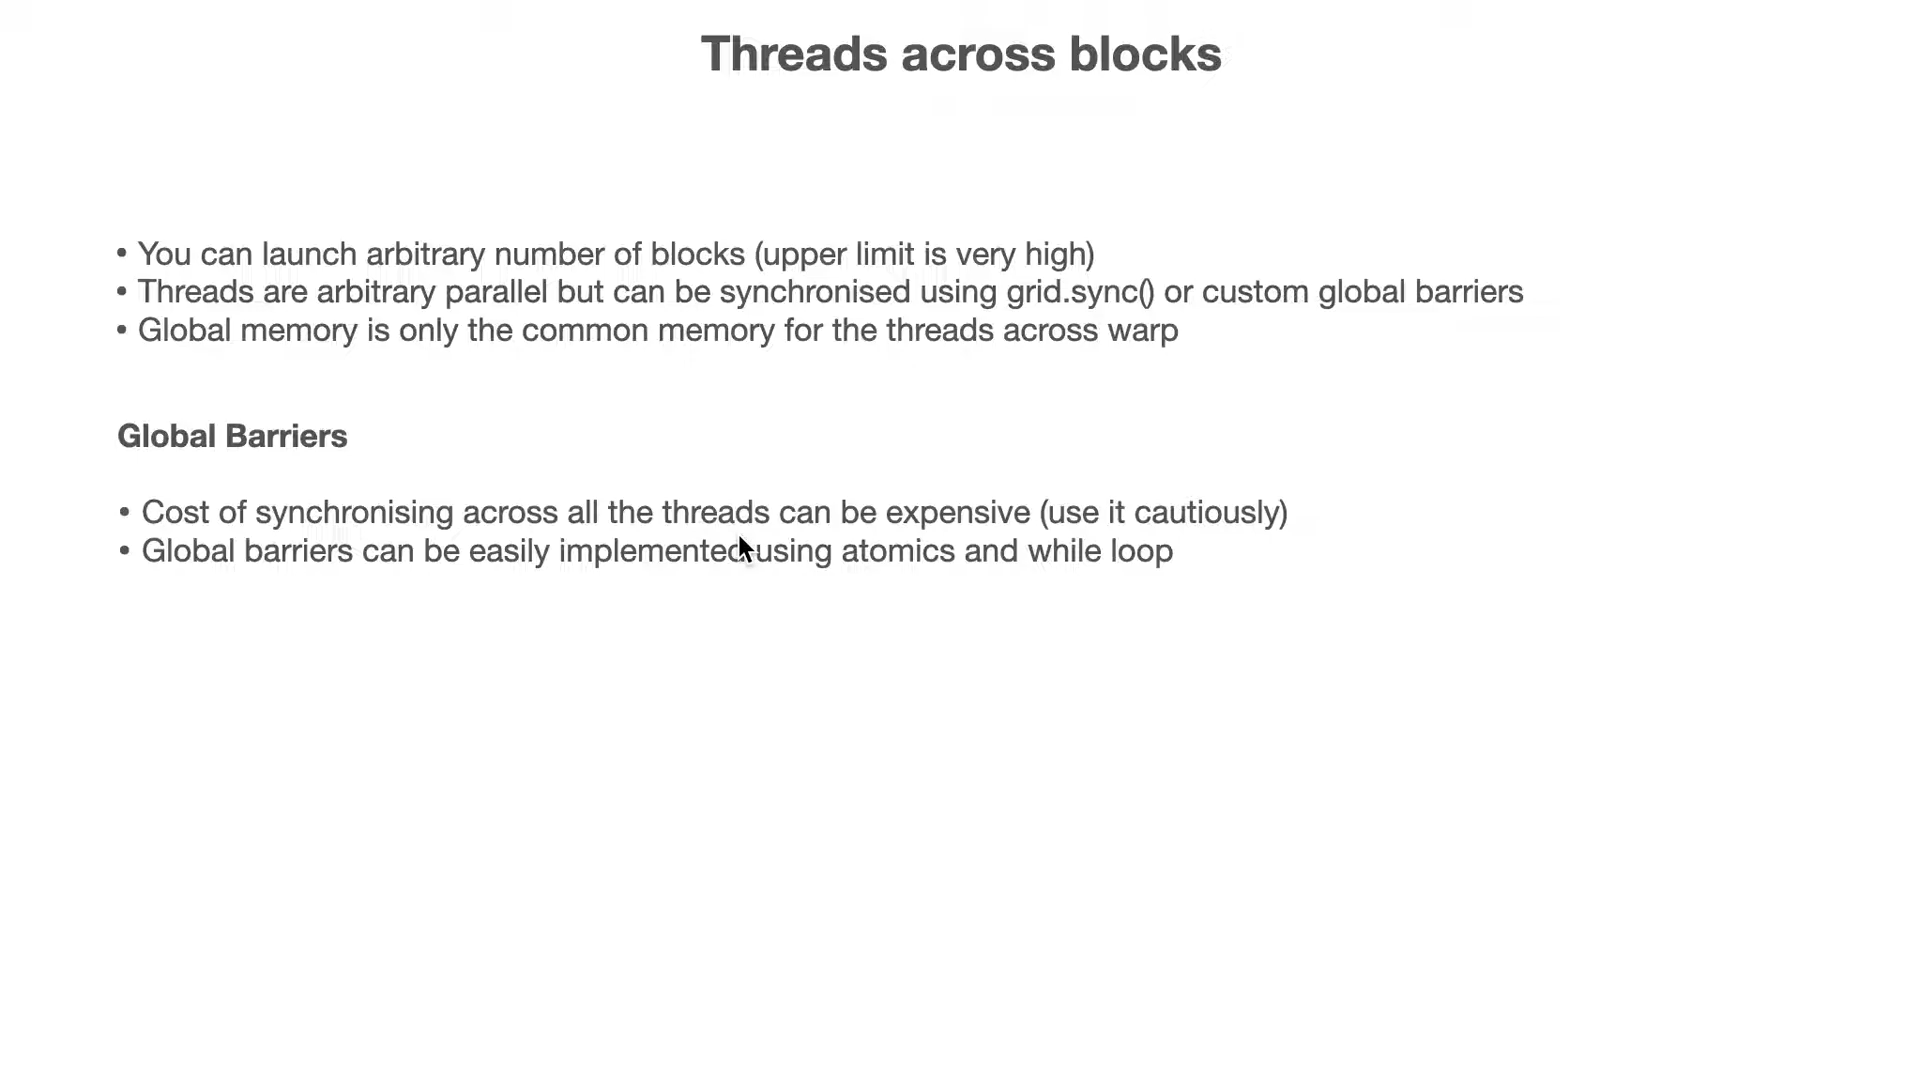 Threads across blocks
• You can launch arbitrary number of blocks (upper limit is very high)
• Threads are arbitrary parallel but can be synchronised using grid.sync() or custom global barriers
• Global memory is only the common memory for the threads across warp
Global Barriers
• Cost of synchronising across all the threads can be expensive (use it cautiously)
• Global barriers can be easily implemented using atomics and while loop